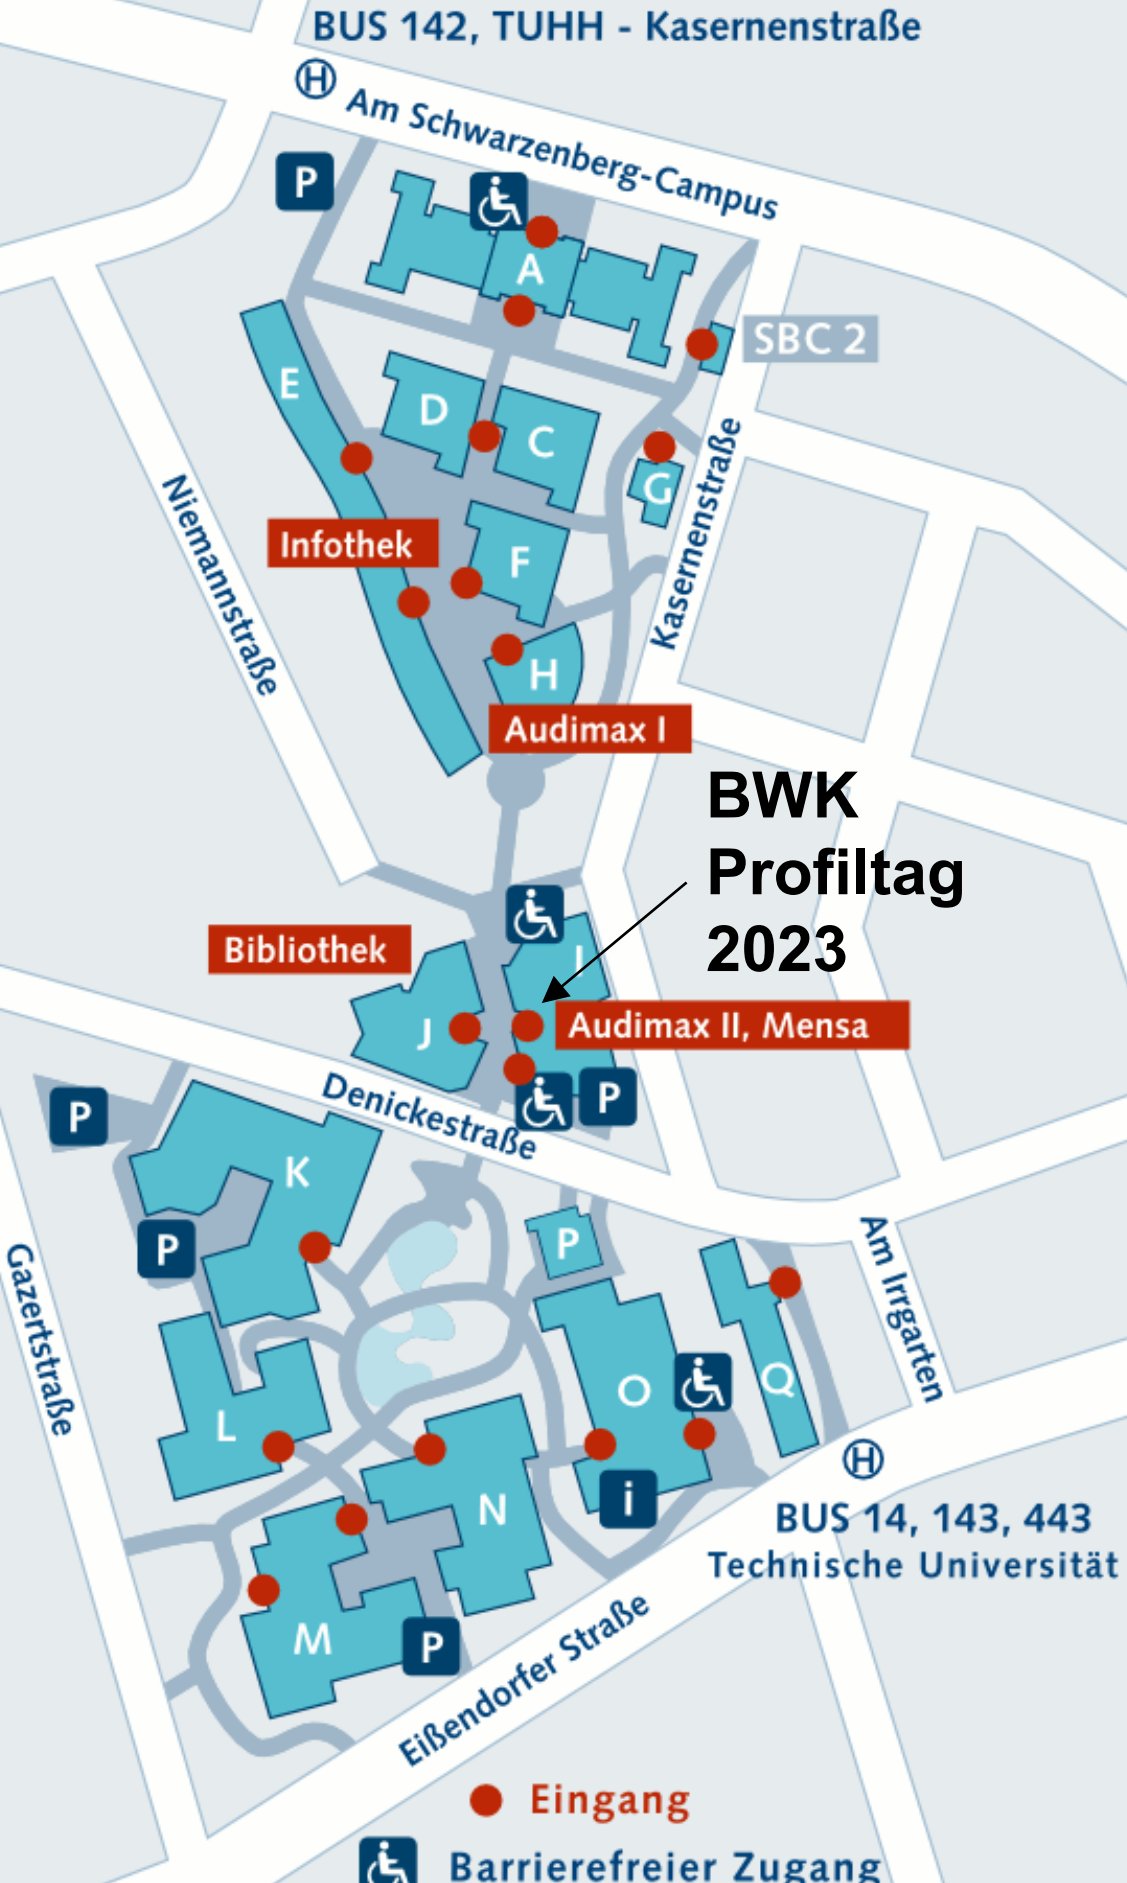 BUS 142, TUHH - Kasernenstraße
H
Am Schwarzenberg-Campus
P
A
SBC 2
E
D
C
G
Kasernenstraße
Niemannstraße
Infothek
F
H
Audimax I
BWK
Profiltag
2023
Bibliothek
I
J
Audimax II, Mensa
P
Denickestraße
P
K
P
P
Gazertstraße
Am Irrgarten
O
Q
L
H
i
N
BUS 14, 143, 443
Technische Universität
M
P
Eißendorfer Straße
Eingang
Barrierefreier Zugang